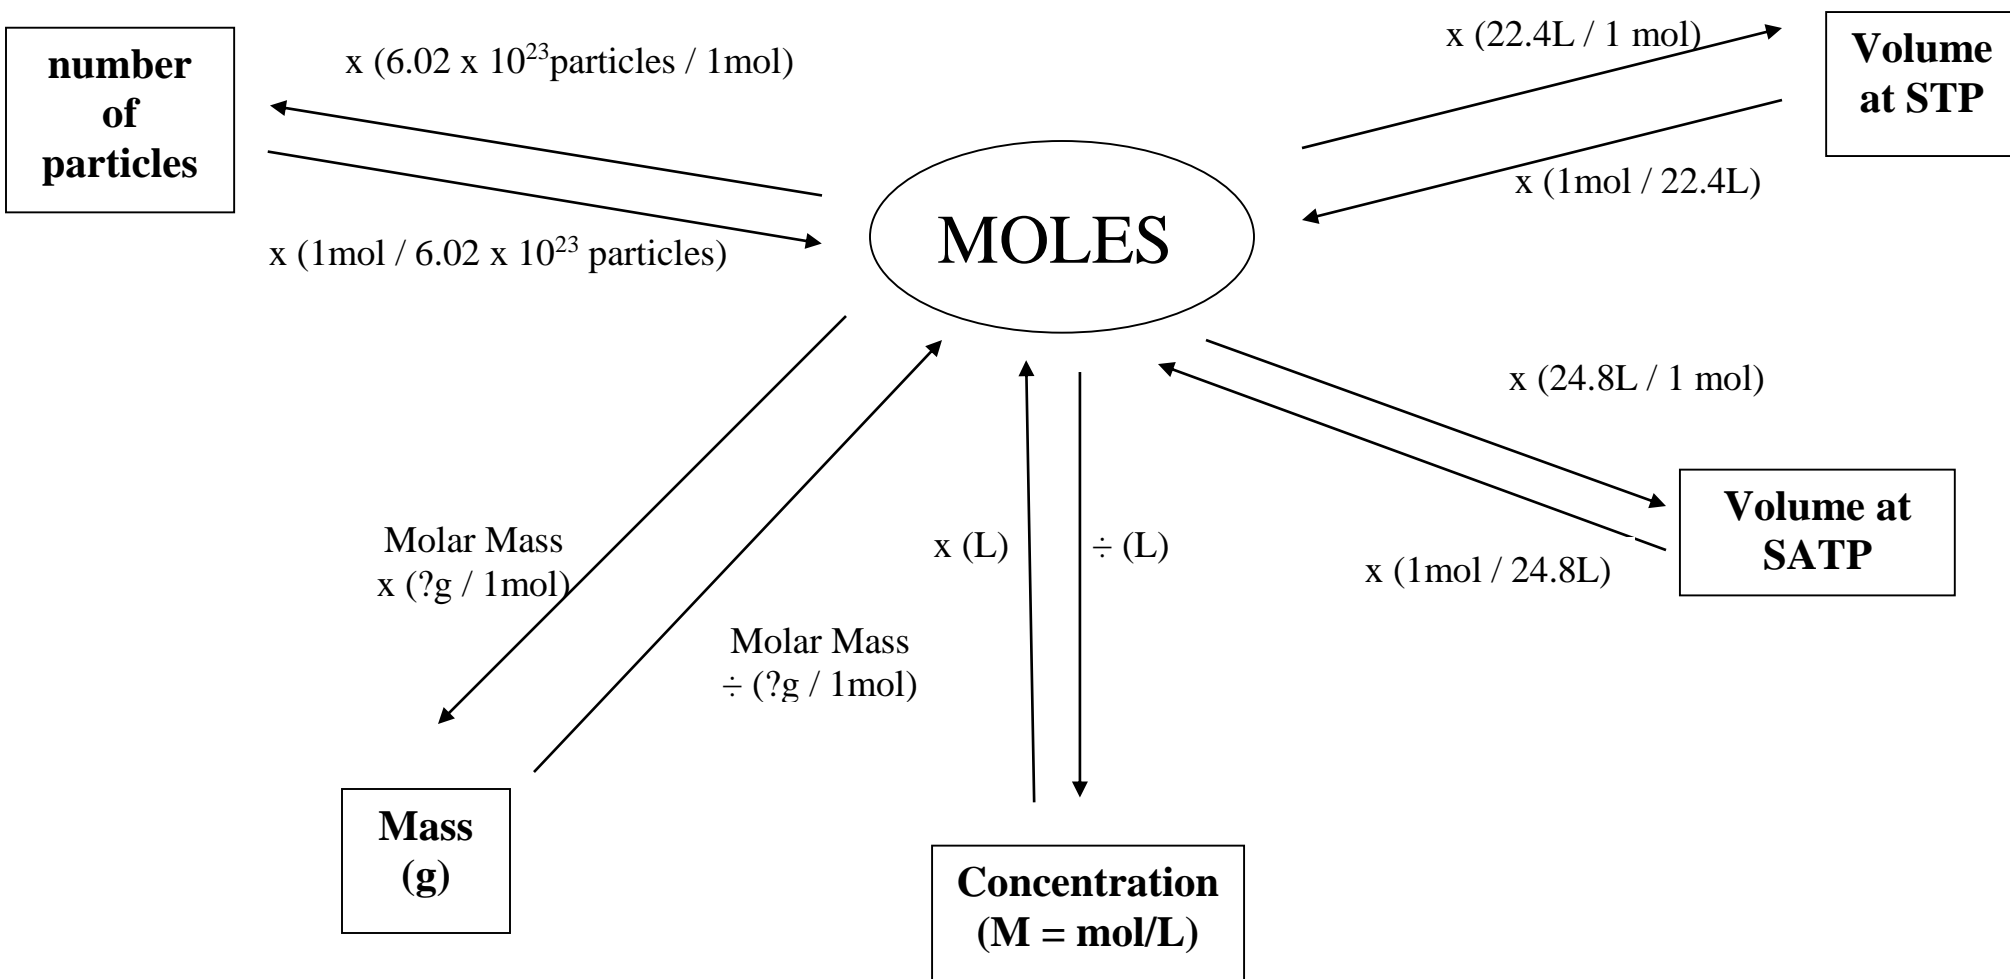 number
of
particles
x (6.02 x 10²³particles / 1mol)
x (1mol / 6.02 x 10²³ particles)
MOLES
x (22.4L / 1 mol)
Volume
at STP
x (1mol / 22.4L)
x (24.8L / 1 mol)
Volume at
SATP
x (1mol / 24.8L)
Molar Mass
x (?g / 1mol)
Molar Mass
÷ (?g / 1mol)
x (L)
÷ (L)
Mass
(g)
Concentration
(M = mol/L)